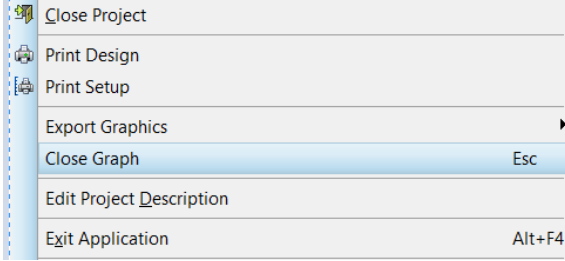 Close Project
Print Design
Print Setup
Export Graphics
Close Graph Esc
Edit Project Description
Exit Application Alt+F4